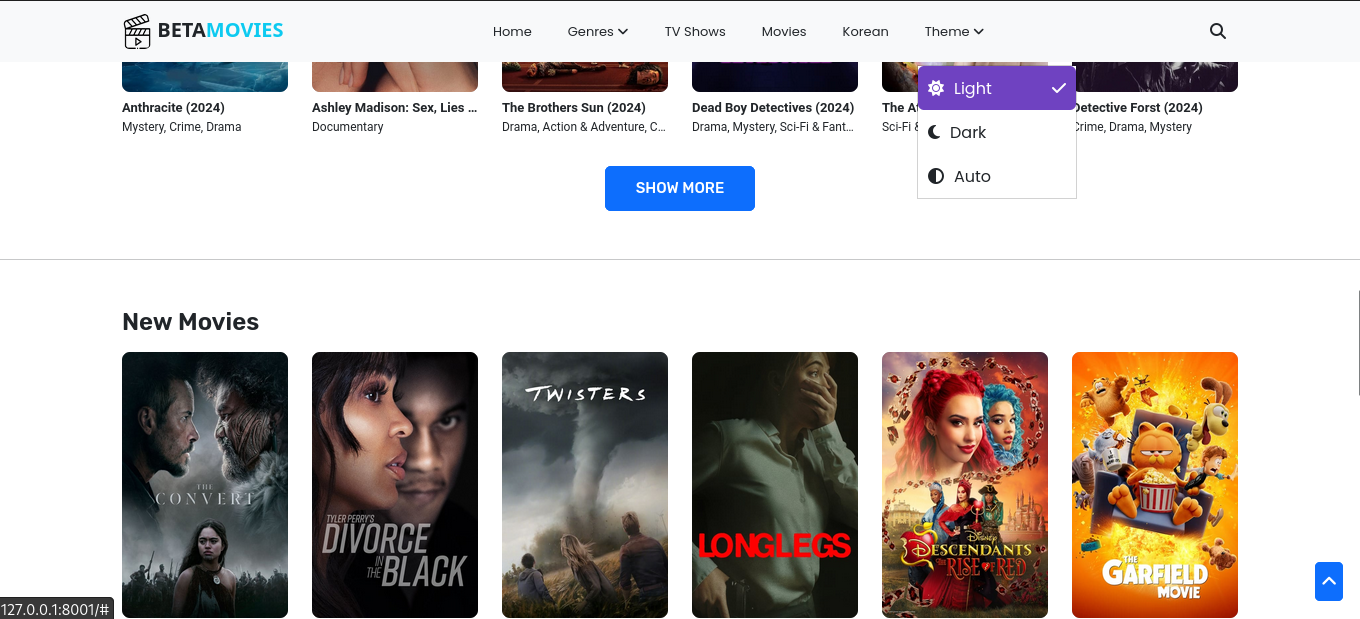 BETAMOVIES
Home Genres TV Shows Movies Korean Theme
Light
Dark
Auto
Anthracite (2024)
Mystery, Crime, Drama
Ashley Madison: Sex, Lies ...
Documentary
The Brothers Sun (2024)
Drama, Action & Adventure, C...
Dead Boy Detectives (2024)
Drama, Mystery, Sci-Fi & Fant...
The
Sci-Fi &
Detective Forst (2024)
Crime, Drama, Mystery
SHOW MORE
New Movies
THE
CONVERT
TYLER PERRY'S
DIVORCE
IN THE
BLACK
TWISTERS
LONGLEGS
Disney
DESCENDANTS
THE RISE OF RED
THE
GARFIELD
MOVIE
127.0.0.1:8001/#